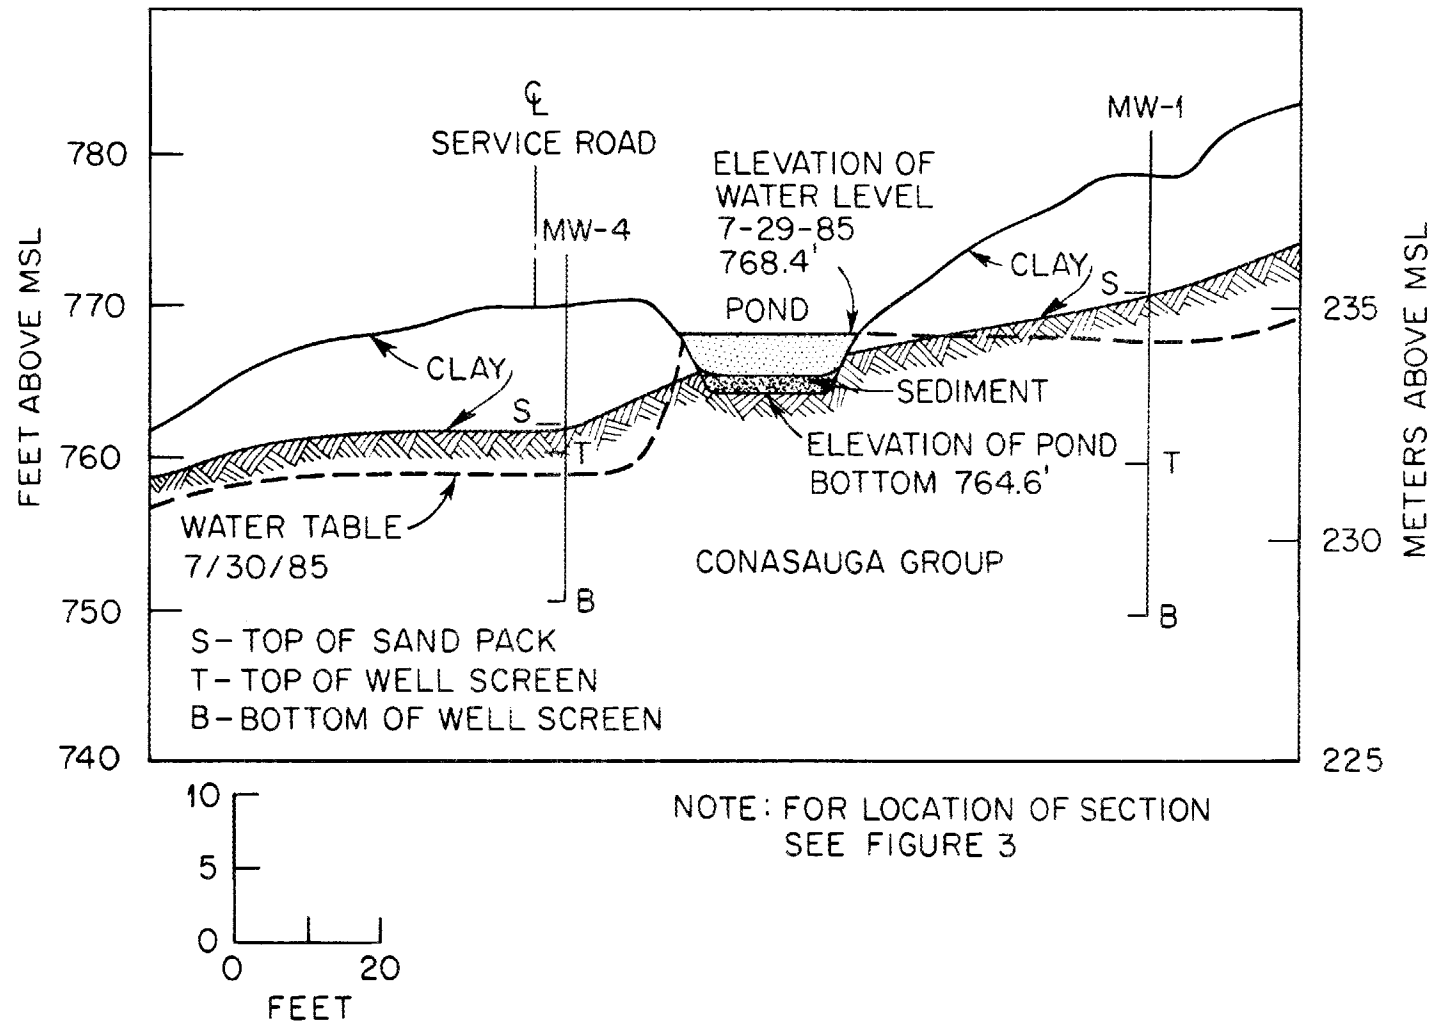 ℄
SERVICE ROAD
MW-4
ELEVATION OF
WATER LEVEL
7-29-85
768.4'
POND
MW-1
CLAY
S
CLAY
S
T
B
SEDIMENT
ELEVATION OF POND
BOTTOM 764.6'
T
B
WATER TABLE
7/30/85
CONASAUGA GROUP
S-TOP OF SAND PACK
T-TOP OF WELL SCREEN
B-BOTTOM OF WELL SCREEN
FEET ABOVE MSL
780
770
760
750
740
METERS ABOVE MSL
235
230
225
10
5
0
0 20
FEET
NOTE: FOR LOCATION OF SECTION
SEE FIGURE 3